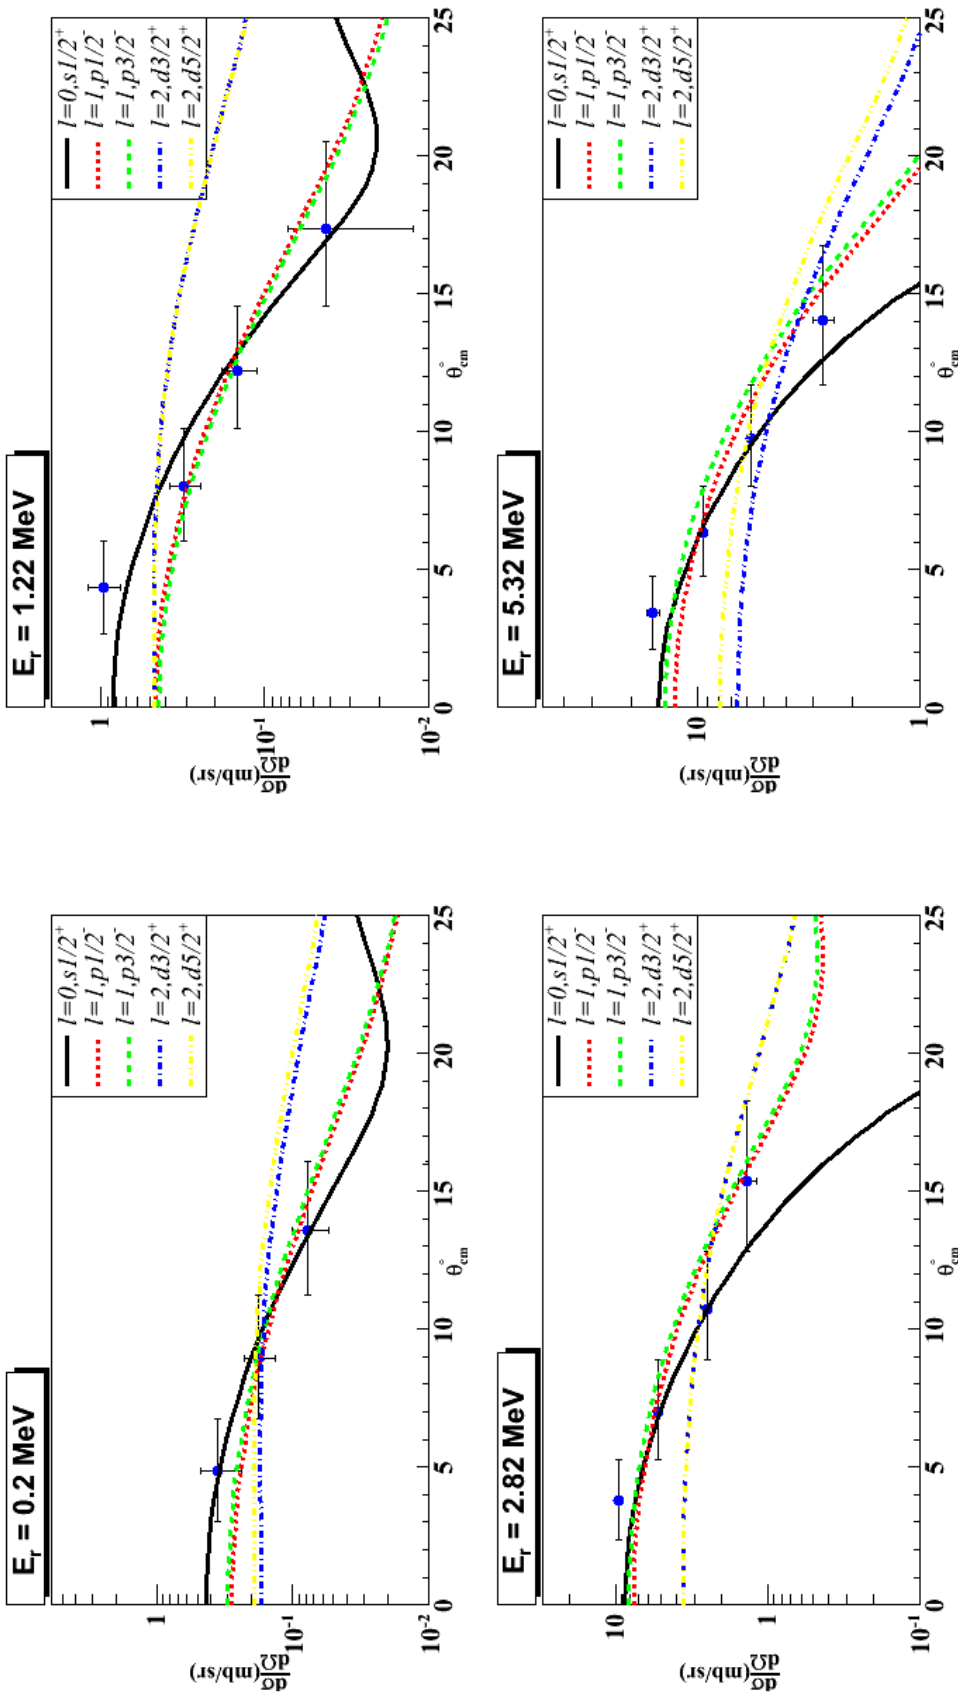 E_r = 0.2 MeV
l=0,s1/2⁺
l=1,p1/2⁻
l=1,p3/2⁻
l=2,d3/2⁺
l=2,d5/2⁺
1
10⁻¹
10⁻²
dσ/dΩ(mb/sr)
0 5 10 15 20 25
θ°_cm
E_r = 1.22 MeV
l=0,s1/2⁺
l=1,p1/2⁻
l=1,p3/2⁻
l=2,d3/2⁺
l=2,d5/2⁺
1
10⁻¹
10⁻²
dσ/dΩ(mb/sr)
0 5 10 15 20 25
θ°_cm
E_r = 2.82 MeV
l=0,s1/2⁺
l=1,p1/2⁻
l=1,p3/2⁻
l=2,d3/2⁺
l=2,d5/2⁺
10
1
10⁻¹
dσ/dΩ(mb/sr)
0 5 10 15 20 25
θ°_cm
E_r = 5.32 MeV
l=0,s1/2⁺
l=1,p1/2⁻
l=1,p3/2⁻
l=2,d3/2⁺
l=2,d5/2⁺
10
1
dσ/dΩ(mb/sr)
0 5 10 15 20 25
θ°_cm